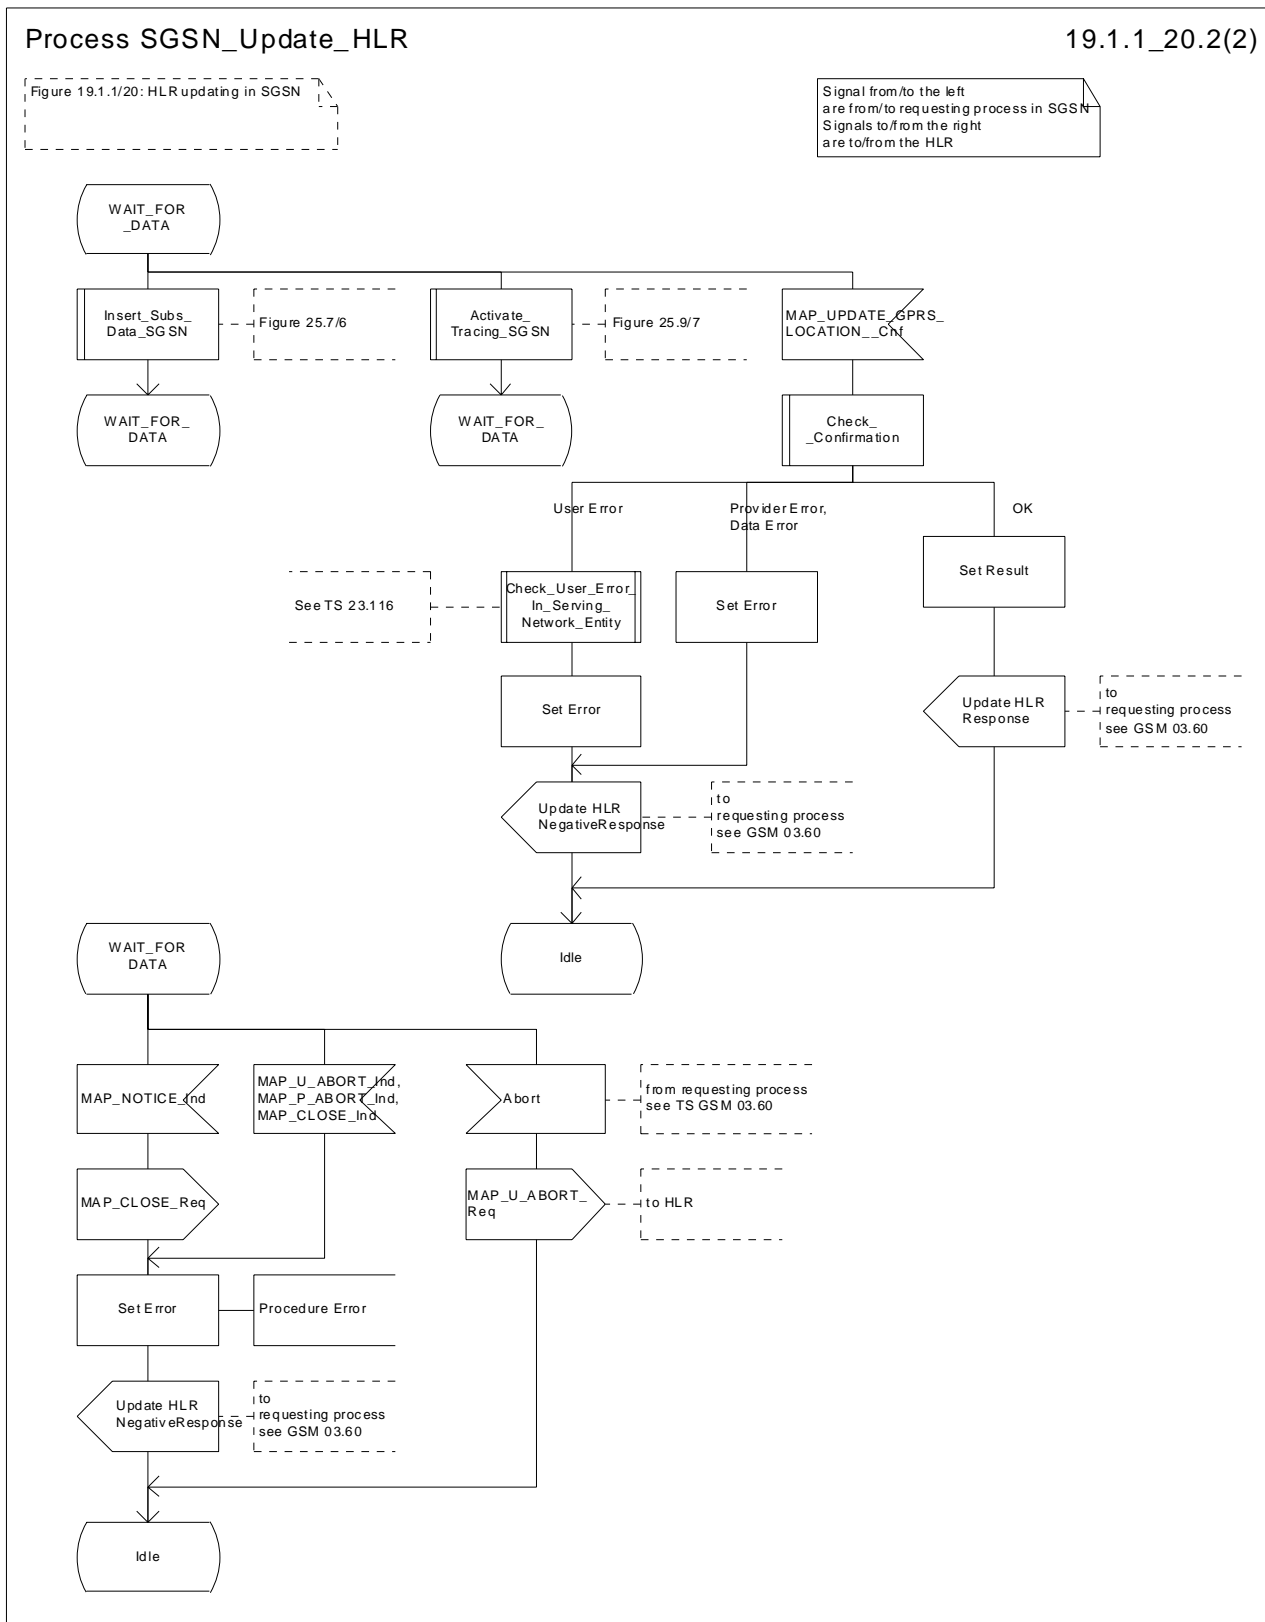 Process SGSN_Update_HLR
19.1.1_20.2(2)
Figure 19.1.1/20: HLR updating in SGSN
Signal from/to the left
are from/to requesting process in SGSN
Signals to/from the right
are to/from the HLR
WAIT_FOR
_DATA
Insert_Subs_
Data_SGSN
Figure 25.7/6
Activate_
Tracing_SGSN
Figure 25.9/7
MAP_UPDATE_GPRS_
LOCATION__Cnf
WAIT_FOR_
DATA
WAIT_FOR_
DATA
Check_
_Confirmation
User Error
Provider Error,
Data Error
OK
See TS 23.116
Check_User_Error_
In_Serving_
Network_Entity
Set Error
Set Result
Set Error
Update HLR
Response
to
requesting process
see GSM 03.60
Update HLR
NegativeResponse
to
requesting process
see GSM 03.60
Idle
WAIT_FOR
DATA
MAP_NOTICE_Ind
MAP_U_ABORT_Ind,
MAP_P_ABORT_Ind,
MAP_CLOSE_Ind
Abort
from requesting process
see TS GSM 03.60
MAP_CLOSE_Req
MAP_U_ABORT_
Req
to HLR
Set Error
Procedure Error
Update HLR
NegativeResponse
to
requesting process
see GSM 03.60
Idle